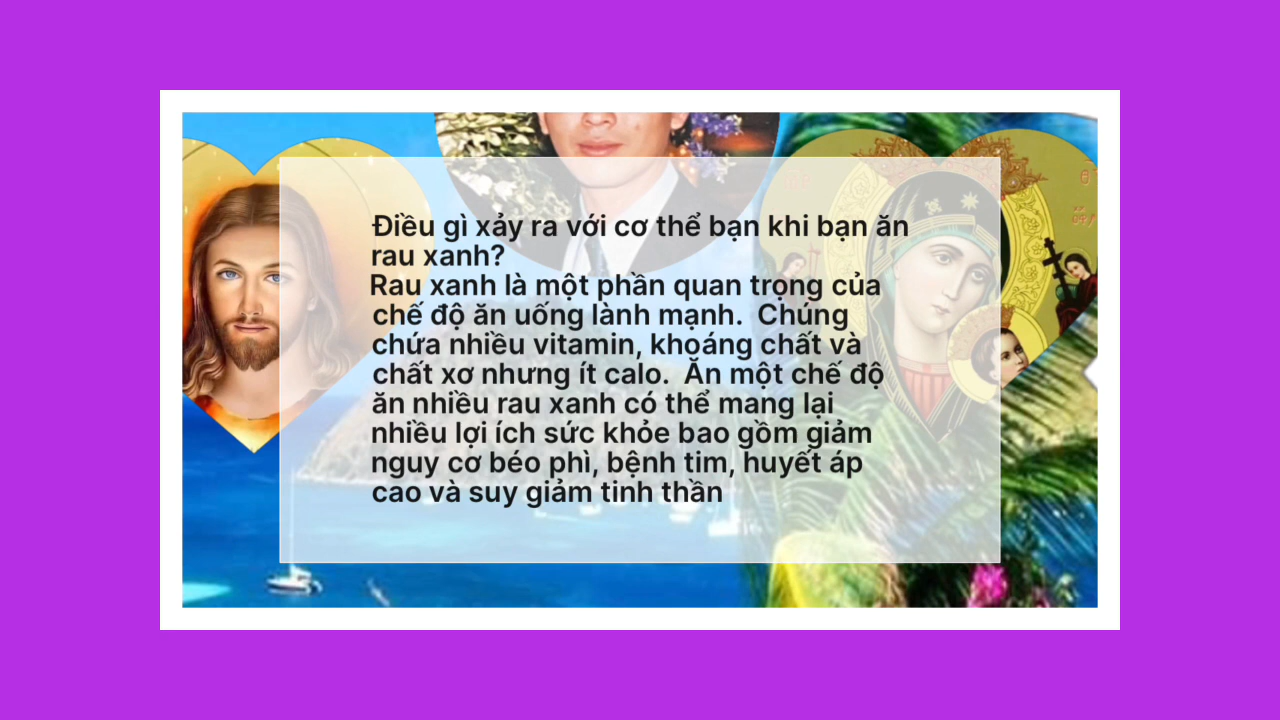 Điều gì xảy ra với cơ thể bạn khi bạn ăn
rau xanh?
Rau xanh là một phần quan trọng của
chế độ ăn uống lành mạnh.  Chúng
chứa nhiều vitamin, khoáng chất và
chất xơ nhưng ít calo.  Ăn một chế độ
ăn nhiều rau xanh có thể mang lại
nhiều lợi ích sức khỏe bao gồm giảm
nguy cơ béo phì, bệnh tim, huyết áp
cao và suy giảm tinh thần